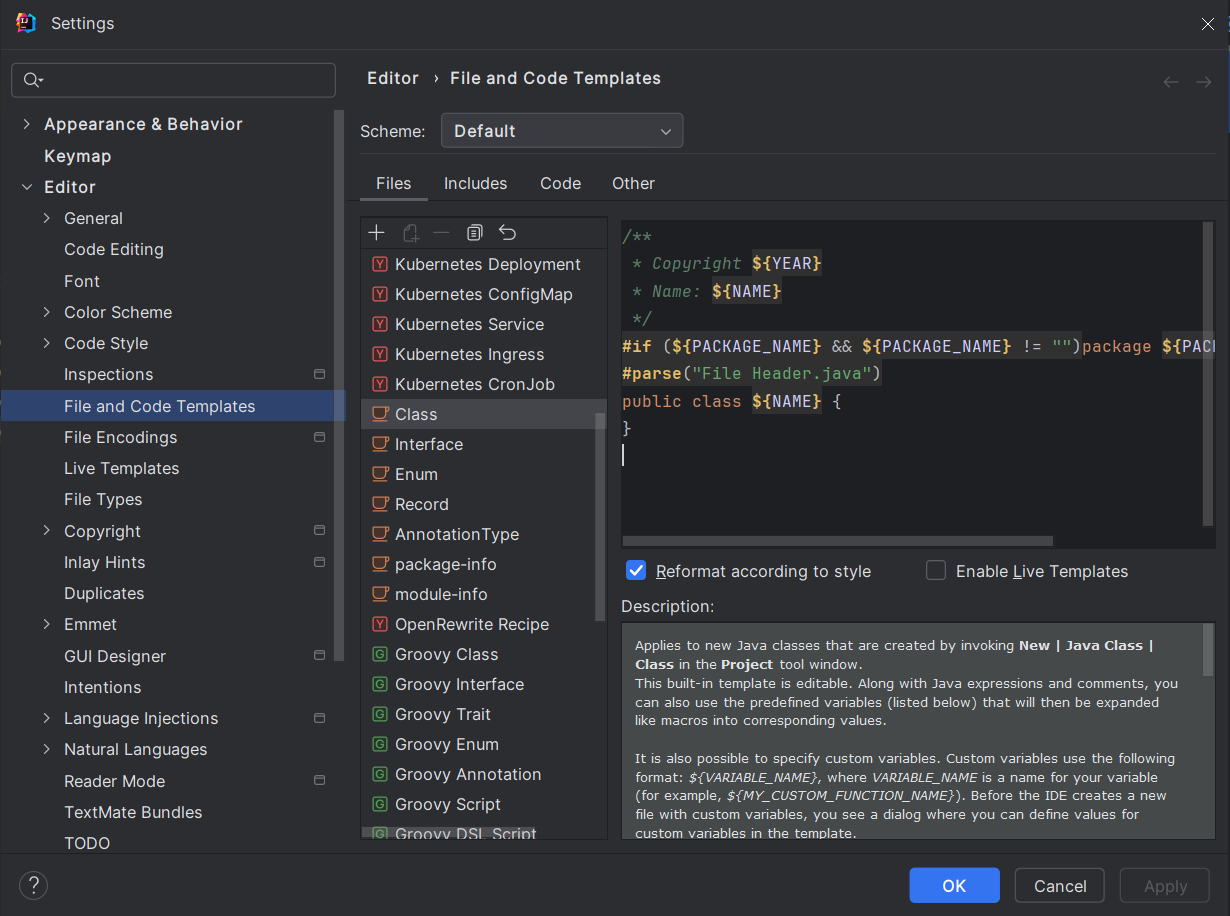 Settings
Editor › File and Code Templates
Scheme: Default
Files Includes Code Other
Appearance & Behavior
Keymap
Editor
General
Code Editing
Font
Color Scheme
Code Style
Inspections
File and Code Templates
File Encodings
Live Templates
File Types
Copyright
Inlay Hints
Duplicates
Emmet
GUI Designer
Intentions
Language Injections
Natural Languages
Reader Mode
TextMate Bundles
TODO
Kubernetes Deployment
Kubernetes ConfigMap
Kubernetes Service
Kubernetes Ingress
Kubernetes CronJob
Class
Interface
Enum
Record
AnnotationType
package-info
module-info
OpenRewrite Recipe
Groovy Class
Groovy Interface
Groovy Trait
Groovy Enum
Groovy Annotation
Groovy Script
Groovy DSL Script
/**
 * Copyright ${YEAR}
 * Name: ${NAME}
 */
#if (${PACKAGE_NAME} && ${PACKAGE_NAME} != "")package ${PACK
#parse("File Header.java")
public class ${NAME} {
}
Reformat according to style Enable Live Templates
Description:
Applies to new Java classes that are created by invoking New | Java Class |
Class in the Project tool window.
This built-in template is editable. Along with Java expressions and comments, you
can also use the predefined variables (listed below) that will then be expanded
like macros into corresponding values.
It is also possible to specify custom variables. Custom variables use the following
format: ${VARIABLE_NAME}, where VARIABLE_NAME is a name for your variable
(for example, ${MY_CUSTOM_FUNCTION_NAME}). Before the IDE creates a new
file with custom variables, you see a dialog where you can define values for
custom variables in the template.
? OK Cancel Apply